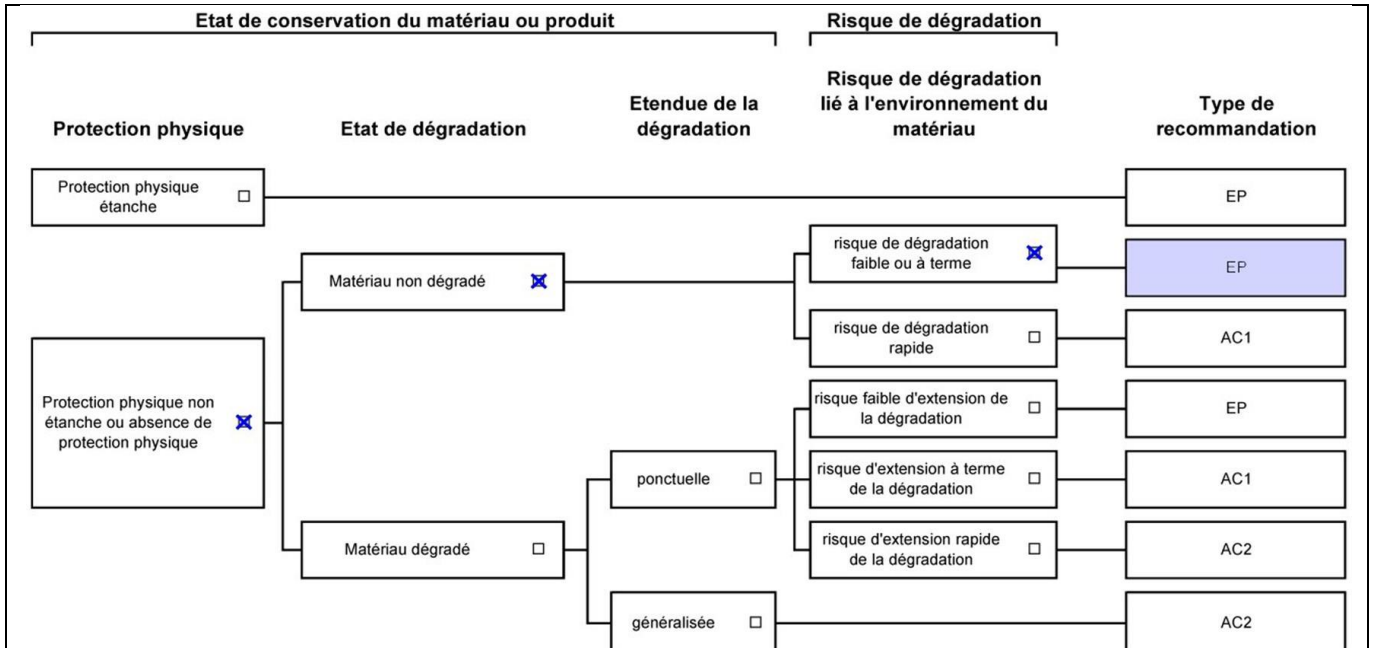 Etat de conservation du matériau ou produit
Risque de dégradation
Protection physique
Etat de dégradation
Etendue de la
dégradation
Risque de dégradation
lié à l'environnement du
matériau
Type de
recommandation
Protection physique
étanche
EP
risque de dégradation
faible ou à terme
EP
Matériau non dégradé
risque de dégradation
rapide
AC1
Protection physique non
étanche ou absence de
protection physique
risque faible d'extension de
la dégradation
EP
ponctuelle
risque d'extension à terme
de la dégradation
AC1
Matériau dégradé
risque d'extension rapide
de la dégradation
AC2
généralisée
AC2